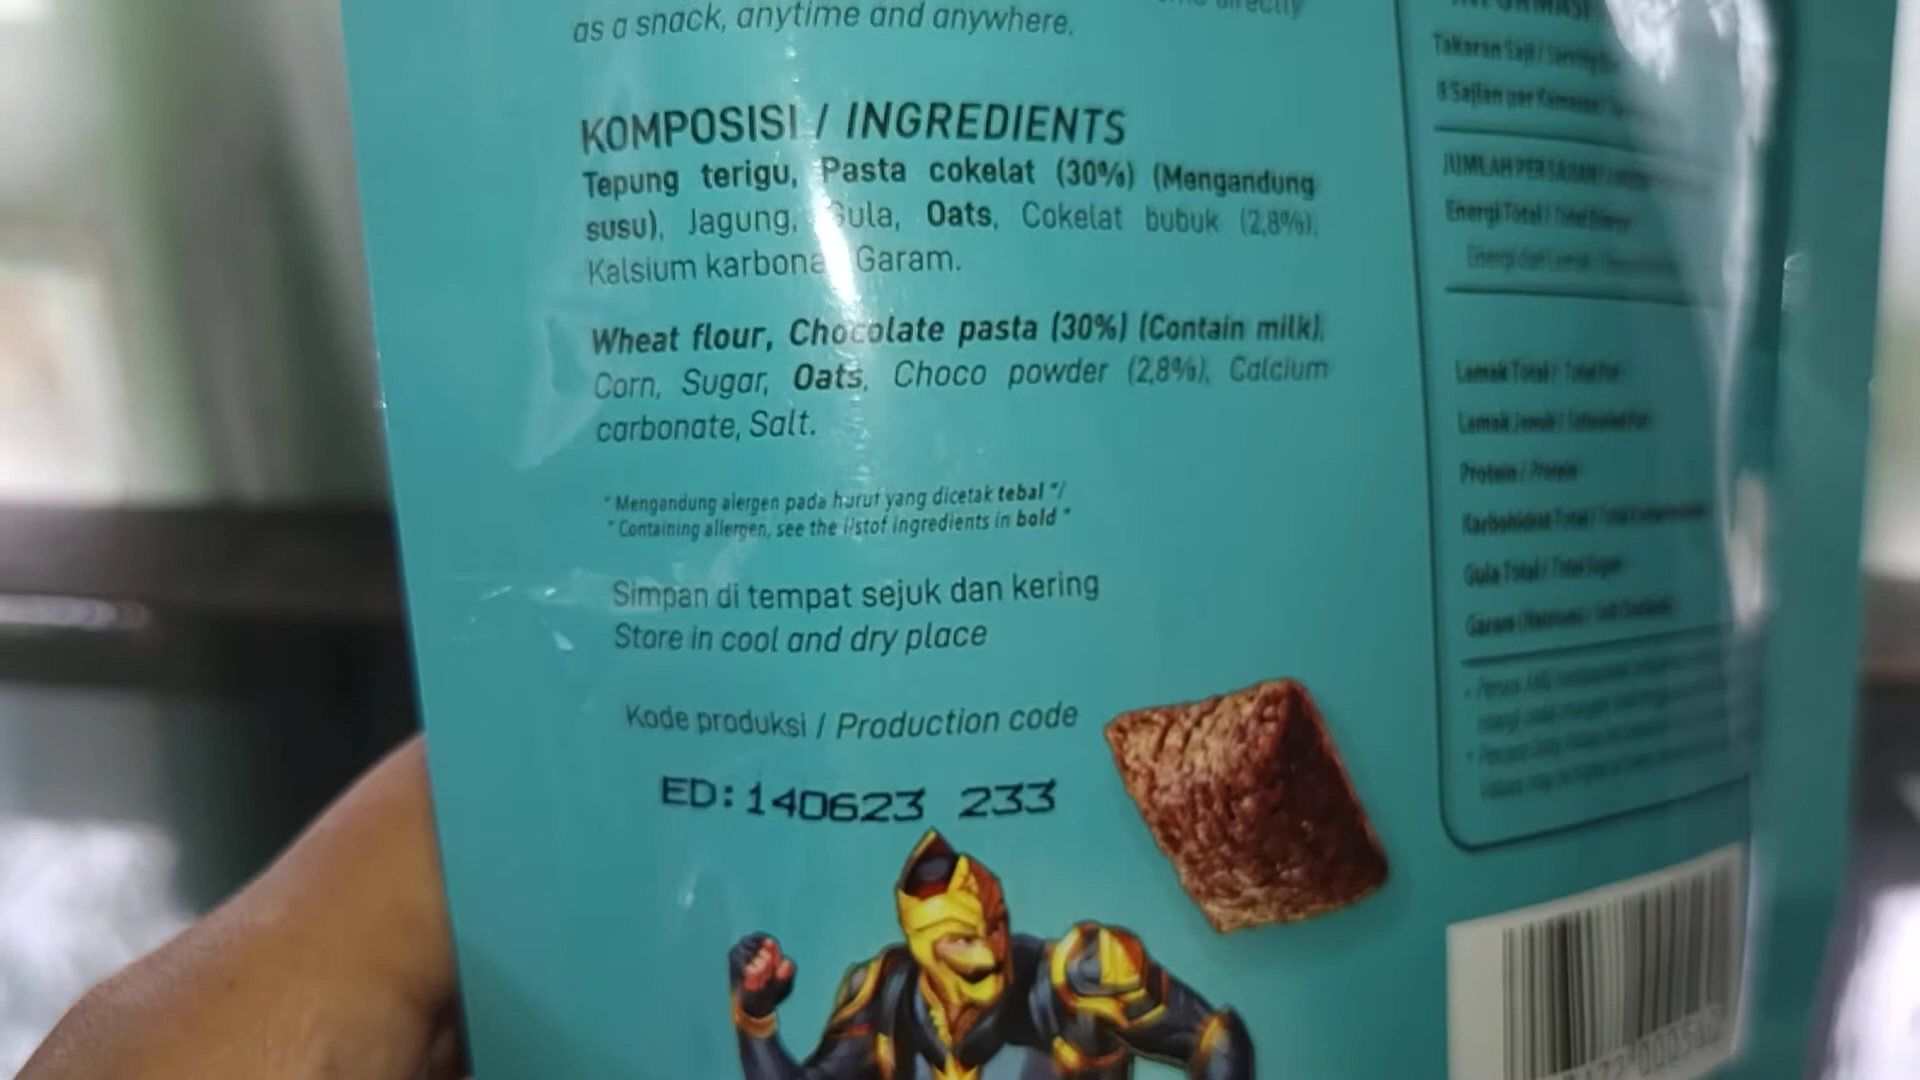 as a snack, anytime and anywhere.
KOMPOSISI / INGREDIENTS
Tepung terigu, Pasta cokelat (30%) (Mengandung
susu), Jagung, Gula, Oats, Cokelat bubuk (2,8%),
Kalsium karbonat, Garam.
Wheat flour, Chocolate pasta (30%) (Contain milk),
Corn, Sugar, Oats, Choco powder (2,8%), Calcium
carbonate, Salt.
" Mengandung alergen pada huruf yang dicetak tebal "/
" Containing allergen, see the listof ingredients in bold "
Simpan di tempat sejuk dan kering
Store in cool and dry place
Kode produksi / Production code
ED:140623 233
Takaran Saji /
8 Sajian per Kemasan /
JUMLAH PER SAJIAN /
Energi Total / Total Energy
Energi dari Lemak /
Lemak Total / Total Fat
Lemak Jenuh / Saturated Fat
Protein / Protein
Karbohidrat Total / Total Carbohydrate
Gula Total / Total Sugar
Garam (Natrium) / Salt (Sodium)